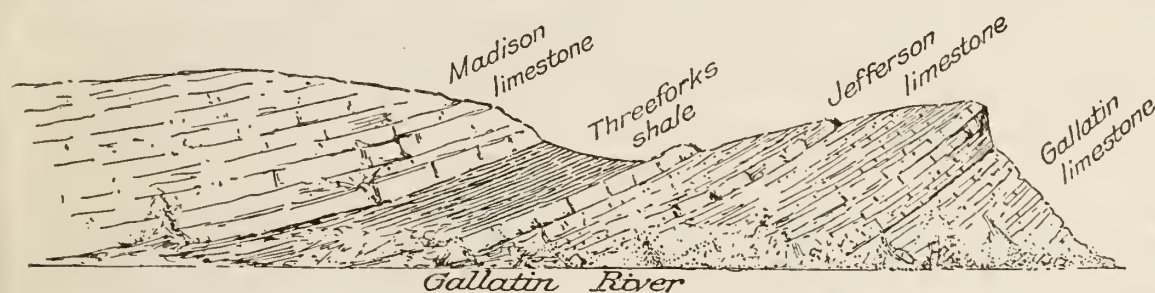 Madison
limestone
Threeforks
shale
Jefferson
limestone
Gallatin
limestone
Gallatin River